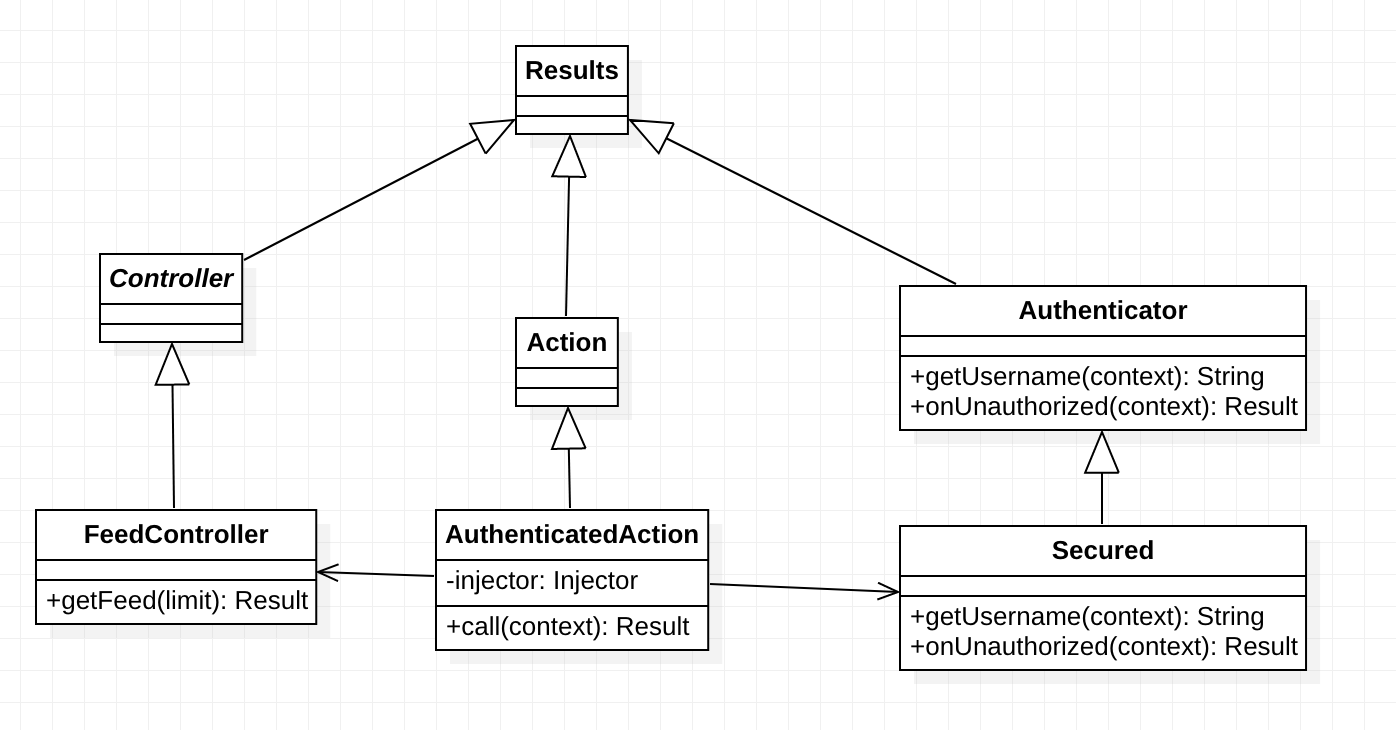 Results
Controller
Action
Authenticator
+getUsername(context): String
+onUnauthorized(context): Result
FeedController
+getFeed(limit): Result
AuthenticatedAction
-injector: Injector
+call(context): Result
Secured
+getUsername(context): String
+onUnauthorized(context): Result